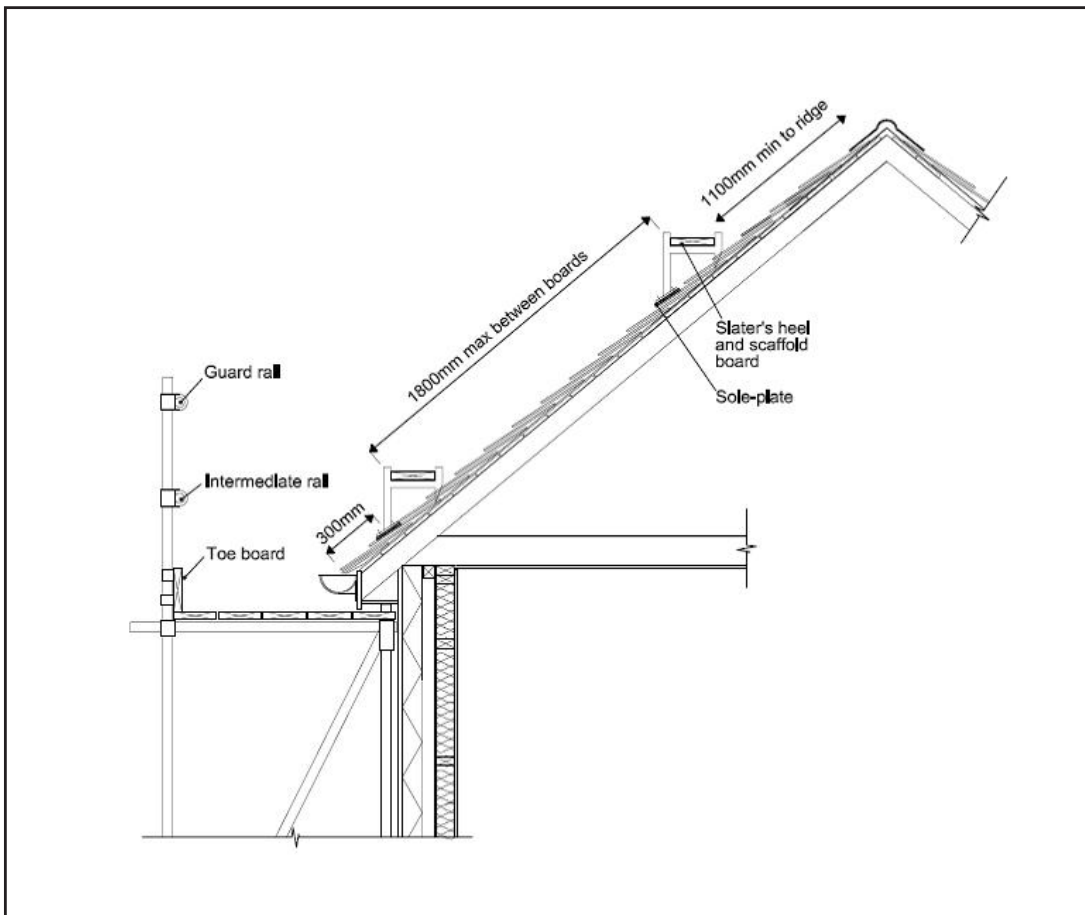 1100mm min to ridge
1800mm max between boards
Slater's heel
and scaffold
board
Sole-plate
Guard rail
Intermediate rail
300mm
Toe board